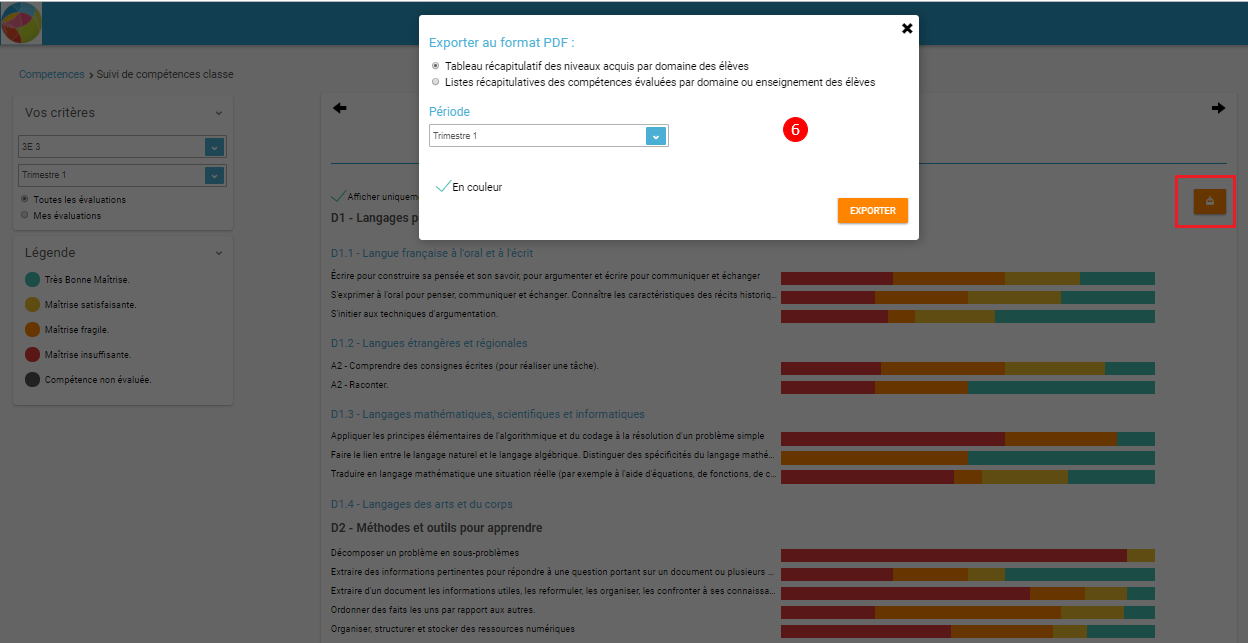 Exporter au format PDF :
Tableau récapitulatif des niveaux acquis par domaine des élèves
Listes récapitulatives des compétences évaluées par domaine ou enseignement des élèves
Période
Trimestre 1
6
En couleur
EXPORTER
Competences › Suivi de compétences classe
Vos critères
3E 3
Trimestre 1
Toutes les évaluations
Mes évaluations
Légende
Très Bonne Maîtrise.
Maîtrise satisfaisante.
Maîtrise fragile.
Maîtrise insuffisante.
Compétence non évaluée.
Afficher uniquem
D1 - Langages p
D1.1 - Langue française à l'oral et à l'écrit
Écrire pour construire sa pensée et son savoir, pour argumenter et écrire pour communiquer et échanger
S'exprimer à l'oral pour penser, communiquer et échanger. Connaître les caractéristiques des récits historiq...
S'initier aux techniques d'argumentation.
D1.2 - Langues étrangères et régionales
A2 - Comprendre des consignes écrites (pour réaliser une tâche).
A2 - Raconter.
D1.3 - Langages mathématiques, scientifiques et informatiques
Appliquer les principes élémentaires de l'algorithmique et du codage à la résolution d'un problème simple
Faire le lien entre le langage naturel et le langage algébrique. Distinguer des spécificités du langage mathé...
Traduire en langage mathématique une situation réelle (par exemple à l'aide d'équations, de fonctions, de c...
D1.4 - Langages des arts et du corps
D2 - Méthodes et outils pour apprendre
Décomposer un problème en sous-problèmes
Extraire des informations pertinentes pour répondre à une question portant sur un document ou plusieurs ...
Extraire d'un document les informations utiles, les reformuler, les organiser, les confronter à ses connaissa...
Ordonner des faits les uns par rapport aux autres.
Organiser, structurer et stocker des ressources numériques